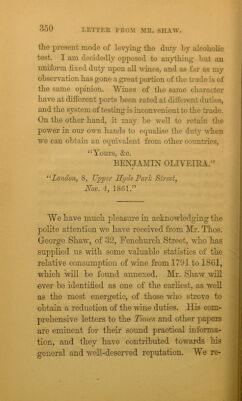 350 LETTER FROM MR. SHAW.
the present mode of levying the duty by alcoholic
test. I am decidedly opposed to anything but an
uniform fixed duty upon all wines, and as far as my
observation has gone a great portion of the trade is of
the same opinion. Wines of the same character
have at different ports been rated at different duties,
and the system of testing is inconvenient to the trade.
On the other hand, it may be well to retain the
power in our own hands to equalise the duty when
we can obtain an equivalent from other countries,
"Yours, &c.
BENJAMIN OLIVEIRA."
"London, 8, Upper Hyde Park Street,
Nov. 4, 1861."
We have much pleasure in acknowledging the
polite attention we have received from Mr. Thos.
George Shaw, of 32, Fenchurch Street, who has
supplied us with some valuable statistics of the
relative consumption of wine from 1791 to 1861,
which will be found annexed. Mr. Shaw will
ever be identified as one of the earliest, as well
as the most energetic, of those who strove to
obtain a reduction of the wine duties. His com-
prehensive letters to the Times and other papers
are eminent for their sound practical informa-
tion, and they have contributed towards his
general and well-deserved reputation. We re-